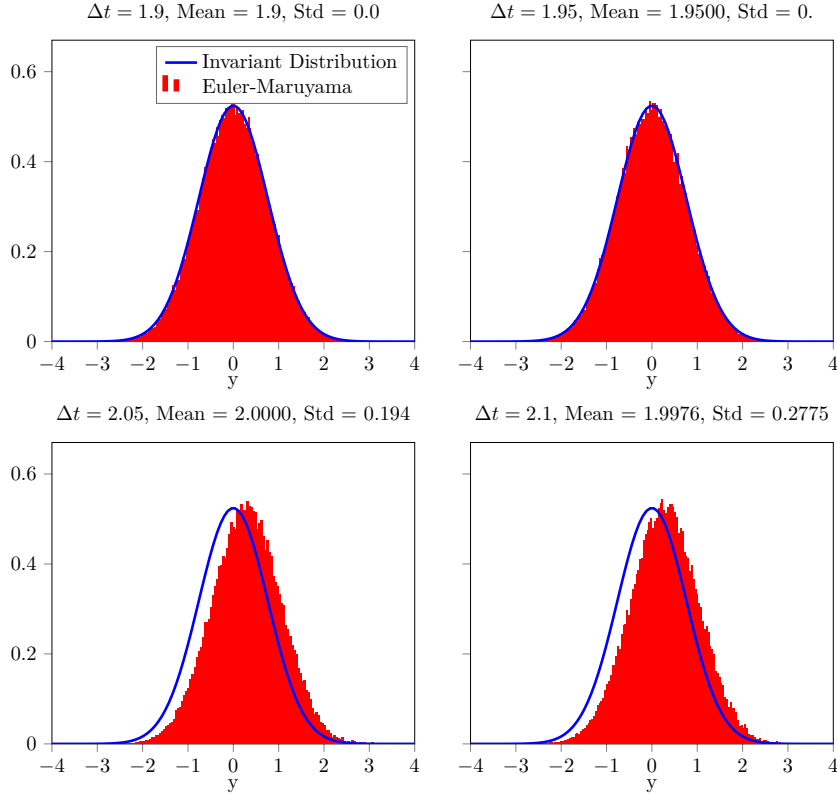 Δt = 1.9, Mean = 1.9, Std = 0.0
Δt = 1.95, Mean = 1.9500, Std = 0.
0.6
0.4
0.2
0
Invariant Distribution
Euler-Maruyama
−4 −3 −2 −1 0 1 2 3 4
y
−4 −3 −2 −1 0 1 2 3 4
y
Δt = 2.05, Mean = 2.0000, Std = 0.194
Δt = 2.1, Mean = 1.9976, Std = 0.2775
0.6
0.4
0.2
0
−4 −3 −2 −1 0 1 2 3 4
y
−4 −3 −2 −1 0 1 2 3 4
y